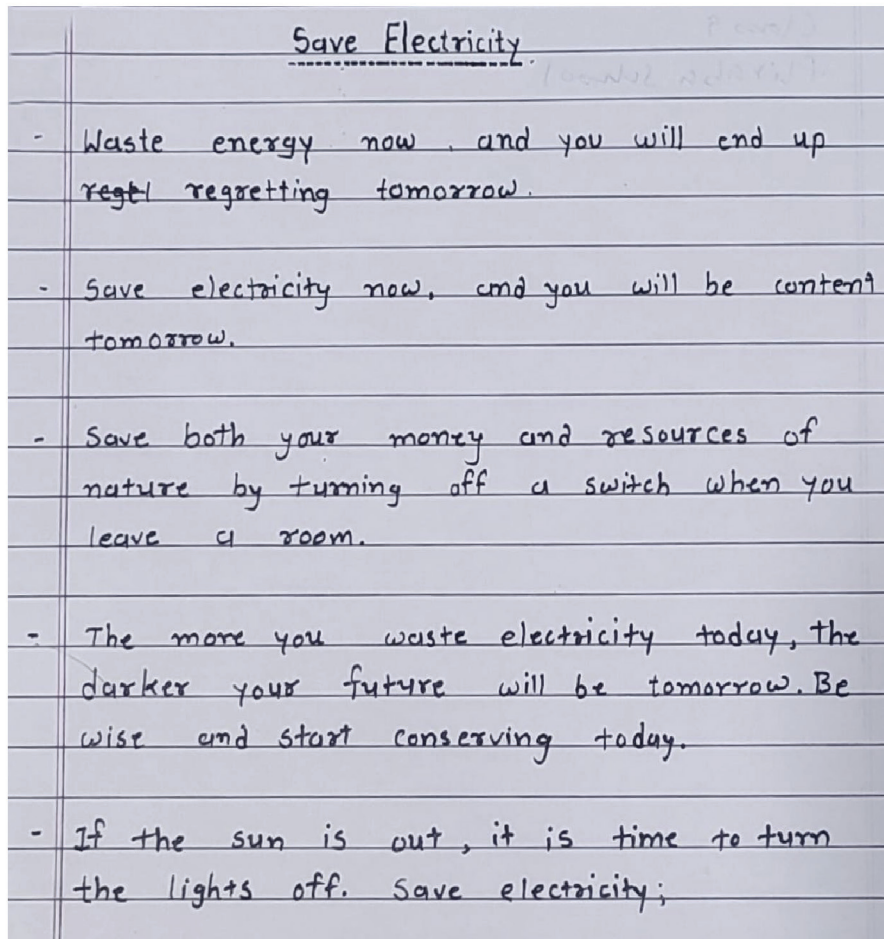 Save Electricity.
- Waste energy now, and you will end up
regretting tomorrow.
- Save electricity now, and you will be content
tomorrow.
- Save both your money and resources of
nature by turning off a switch when you
leave a room.
- The more you waste electricity today, the
darker your future will be tomorrow. Be
wise and start conserving today.
- If the sun is out, it is time to turn
the lights off. Save electricity;